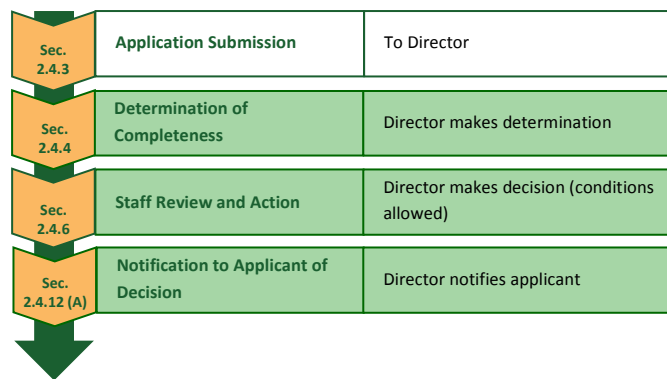 Sec.
2.4.3
Application Submission
To Director
Sec.
2.4.4
Determination of
Completeness
Director makes determination
Sec.
2.4.6
Staff Review and Action
Director makes decision (conditions
allowed)
Sec.
2.4.12 (A)
Notification to Applicant of
Decision
Director notifies applicant